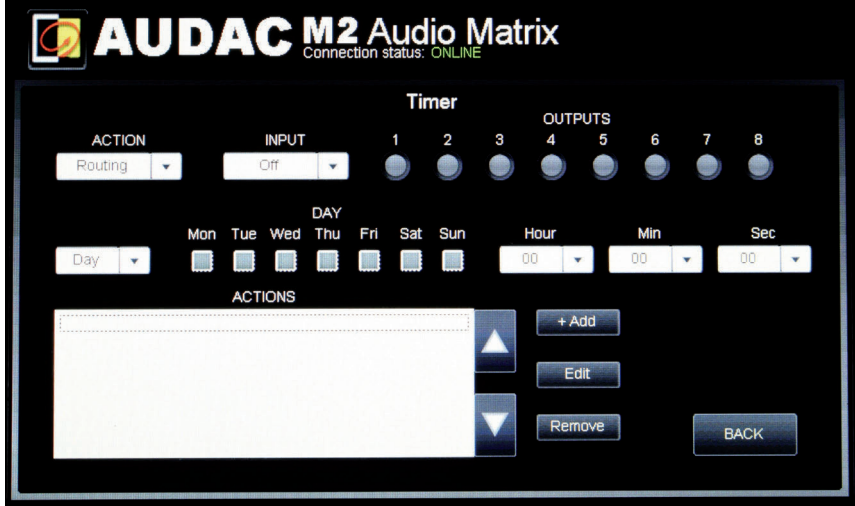 AUDAC M2 Audio Matrix
Connection status: ONLINE
Timer
OUTPUTS
ACTION INPUT 1 2 3 4 5 6 7 8
Routing Off
DAY
Mon Tue Wed Thu Fri Sat Sun Hour Min Sec
Day 00 00 00
ACTIONS
+ Add
Edit
Remove
BACK